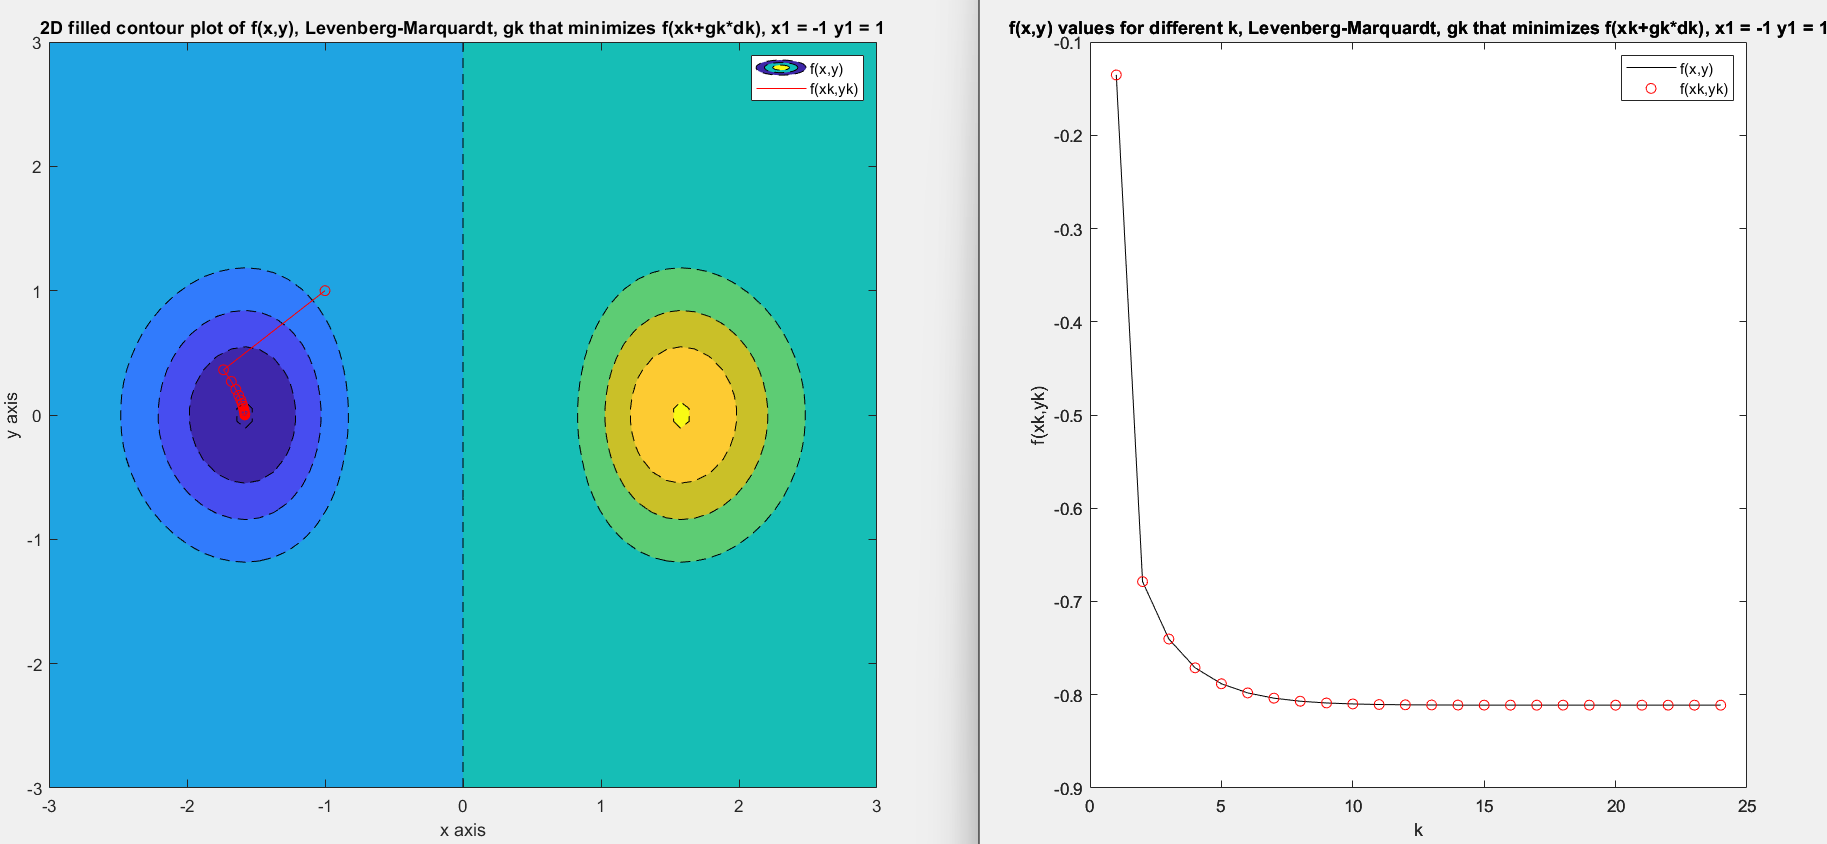 2D filled contour plot of f(x,y), Levenberg-Marquardt, gk that minimizes f(xk+gk*dk), x1 = -1 y1 = 1
f(x,y)
f(xk,yk)
3
2
1
0
-1
-2
-3
y axis
-3
-2
-1
0
1
2
3
x axis
f(x,y) values for different k, Levenberg-Marquardt, gk that minimizes f(xk+gk*dk), x1 = -1 y1 = 1
f(x,y)
f(xk,yk)
-0.1
-0.2
-0.3
-0.4
-0.5
-0.6
-0.7
-0.8
-0.9
f(xk,yk)
0
5
10
15
20
25
k